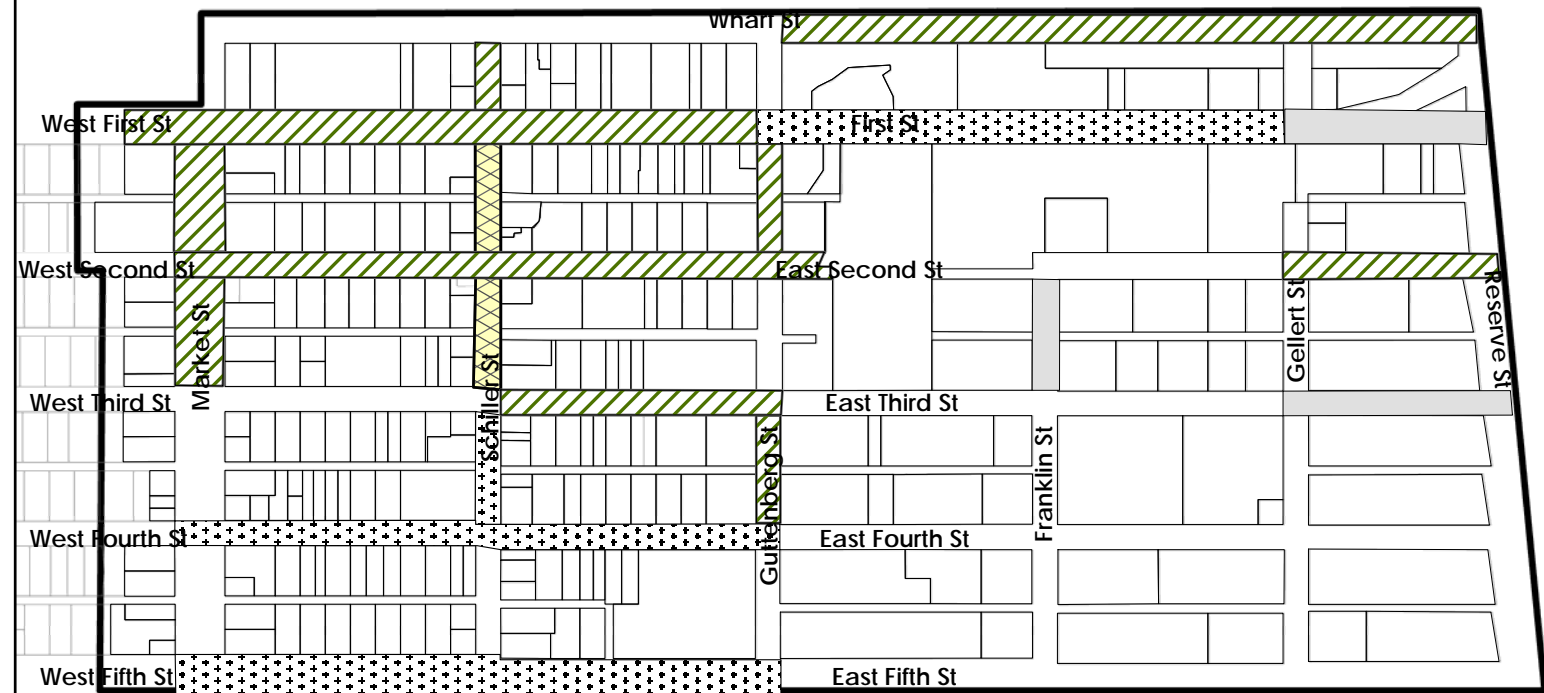 Wharf St
West First St
First St
West Second St
East Second St
Market St
Schiller St
Gellert St
Reserve St
West Third St
East Third St
Guttenberg St
Franklin St
West Fourth St
East Fourth St
West Fifth St
East Fifth St